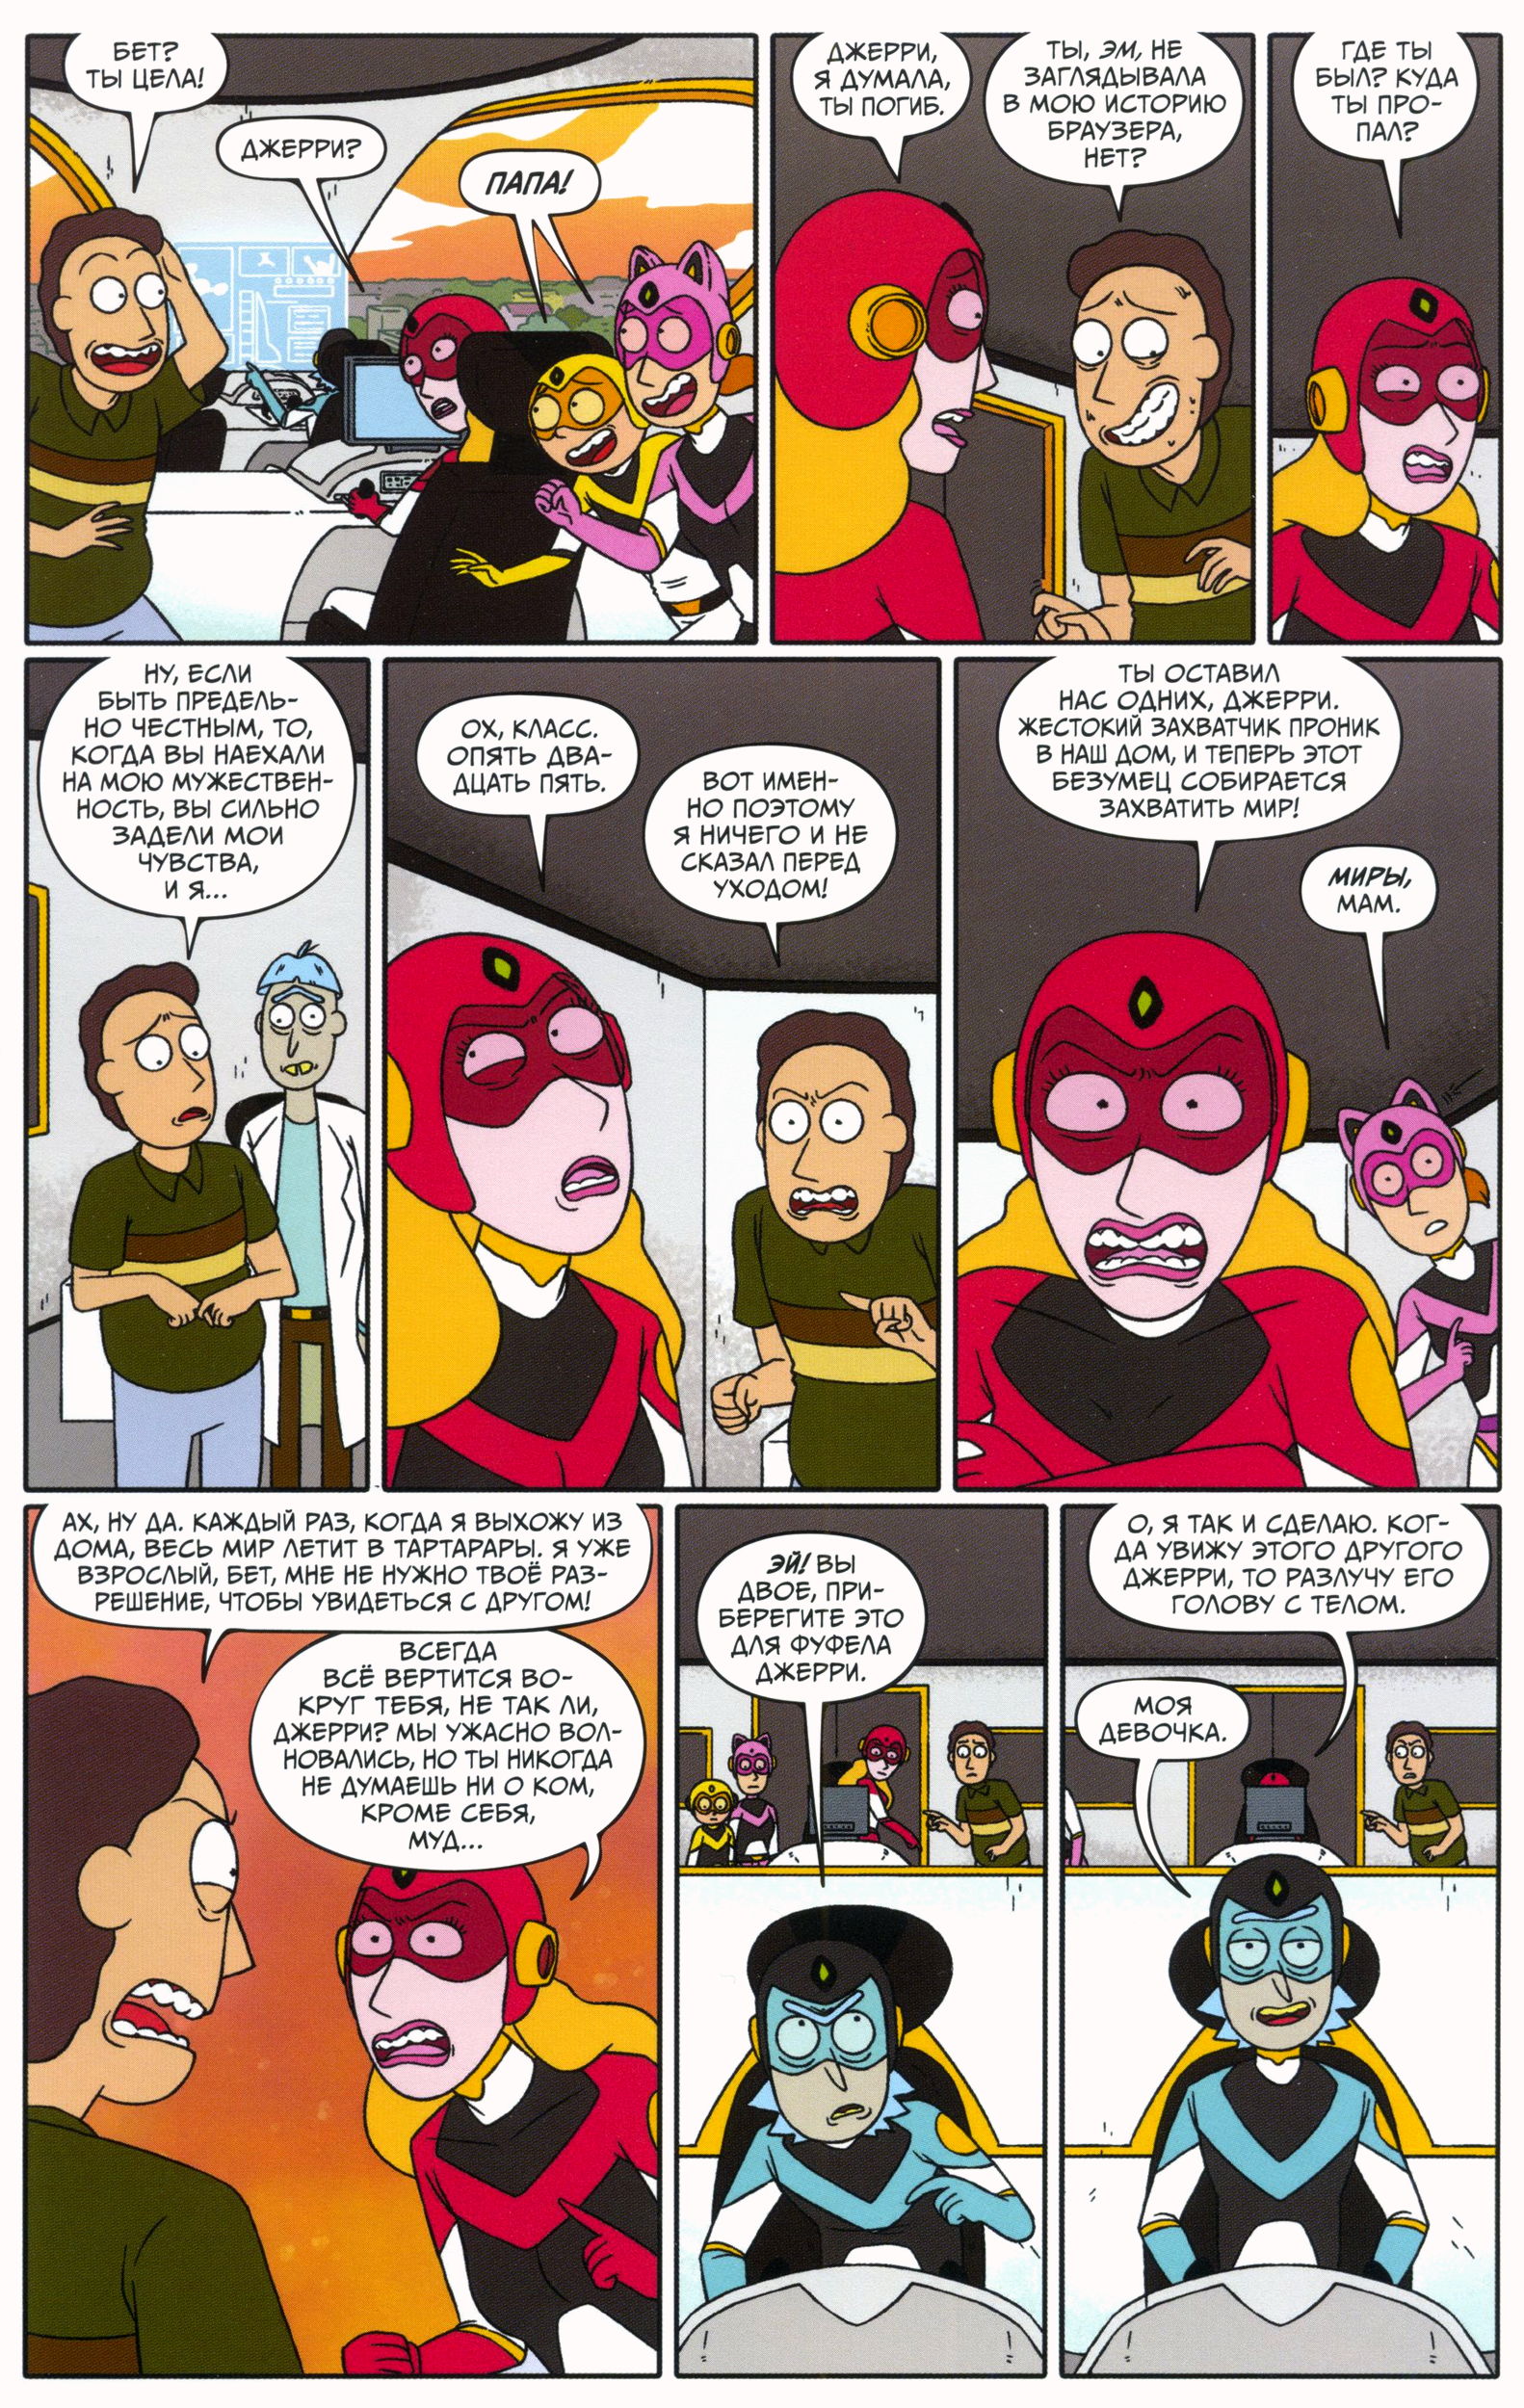 БЕТ?
ТЫ ЦЕЛА!
ДЖЕРРИ?
ПАПА!
ДЖЕРРИ,
Я ДУМАЛА,
ТЫ ПОГИБ.
ТЫ, ЭМ, НЕ
ЗАГЛЯДЫВАЛА
В МОЮ ИСТОРИЮ
БРАУЗЕРА,
НЕТ?
ГДЕ ТЫ
БЫЛ? КУДА
ТЫ ПРО-
ПАЛ?
НУ, ЕСЛИ
БЫТЬ ПРЕДЕЛЬ-
НО ЧЕСТНЫМ, ТО,
КОГДА ВЫ НАЕХАЛИ
НА МОЮ МУЖЕСТВЕН-
НОСТЬ, ВЫ СИЛЬНО
ЗАДЕЛИ МОИ
ЧУВСТВА,
И Я...
ОХ, КЛАСС.
ОПЯТЬ ДВА-
ДЦАТЬ ПЯТЬ.
ВОТ ИМЕН-
НО ПОЭТОМУ
Я НИЧЕГО И НЕ
СКАЗАЛ ПЕРЕД
УХОДОМ!
ТЫ ОСТАВИЛ
НАС ОДНИХ, ДЖЕРРИ.
ЖЕСТОКИЙ ЗАХВАТЧИК ПРОНИК
В НАШ ДОМ, И ТЕПЕРЬ ЭТОТ
БЕЗУМЕЦ СОБИРАЕТСЯ
ЗАХВАТИТЬ МИР!
МИРЫ,
МАМ.
АХ, НУ ДА. КАЖДЫЙ РАЗ, КОГДА Я ВЫХОЖУ ИЗ
ДОМА, ВЕСЬ МИР ЛЕТИТ В ТАРТАРАРЫ. Я УЖЕ
ВЗРОСЛЫЙ, БЕТ, МНЕ НЕ НУЖНО ТВОЁ РАЗ-
РЕШЕНИЕ, ЧТОБЫ УВИДЕТЬСЯ С ДРУГОМ!
ВСЕГДА
ВСЁ ВЕРТИТСЯ ВО-
КРУГ ТЕБЯ, НЕ ТАК ЛИ,
ДЖЕРРИ? МЫ УЖАСНО ВОЛ-
НОВАЛИСЬ, НО ТЫ НИКОГДА
НЕ ДУМАЕШЬ НИ О КОМ,
КРОМЕ СЕБЯ,
МУД...
ЭЙ! ВЫ
ДВОЕ, ПРИ-
БЕРЕГИТЕ ЭТО
ДЛЯ ФУФЕЛА
ДЖЕРРИ.
О, Я ТАК И СДЕЛАЮ. КОГ-
ДА УВИЖУ ЭТОГО ДРУГОГО
ДЖЕРРИ, ТО РАЗЛУЧУ ЕГО
ГОЛОВУ С ТЕЛОМ.
МОЯ
ДЕВОЧКА.